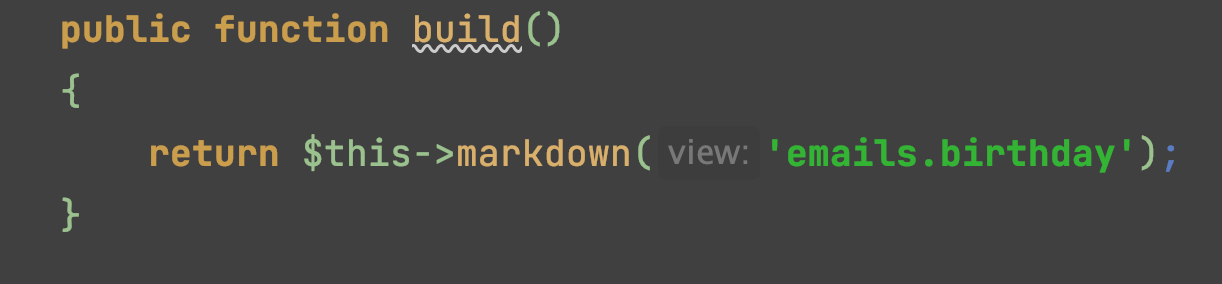 public function build()
{
return $this->markdown( view: 'emails.birthday');
}